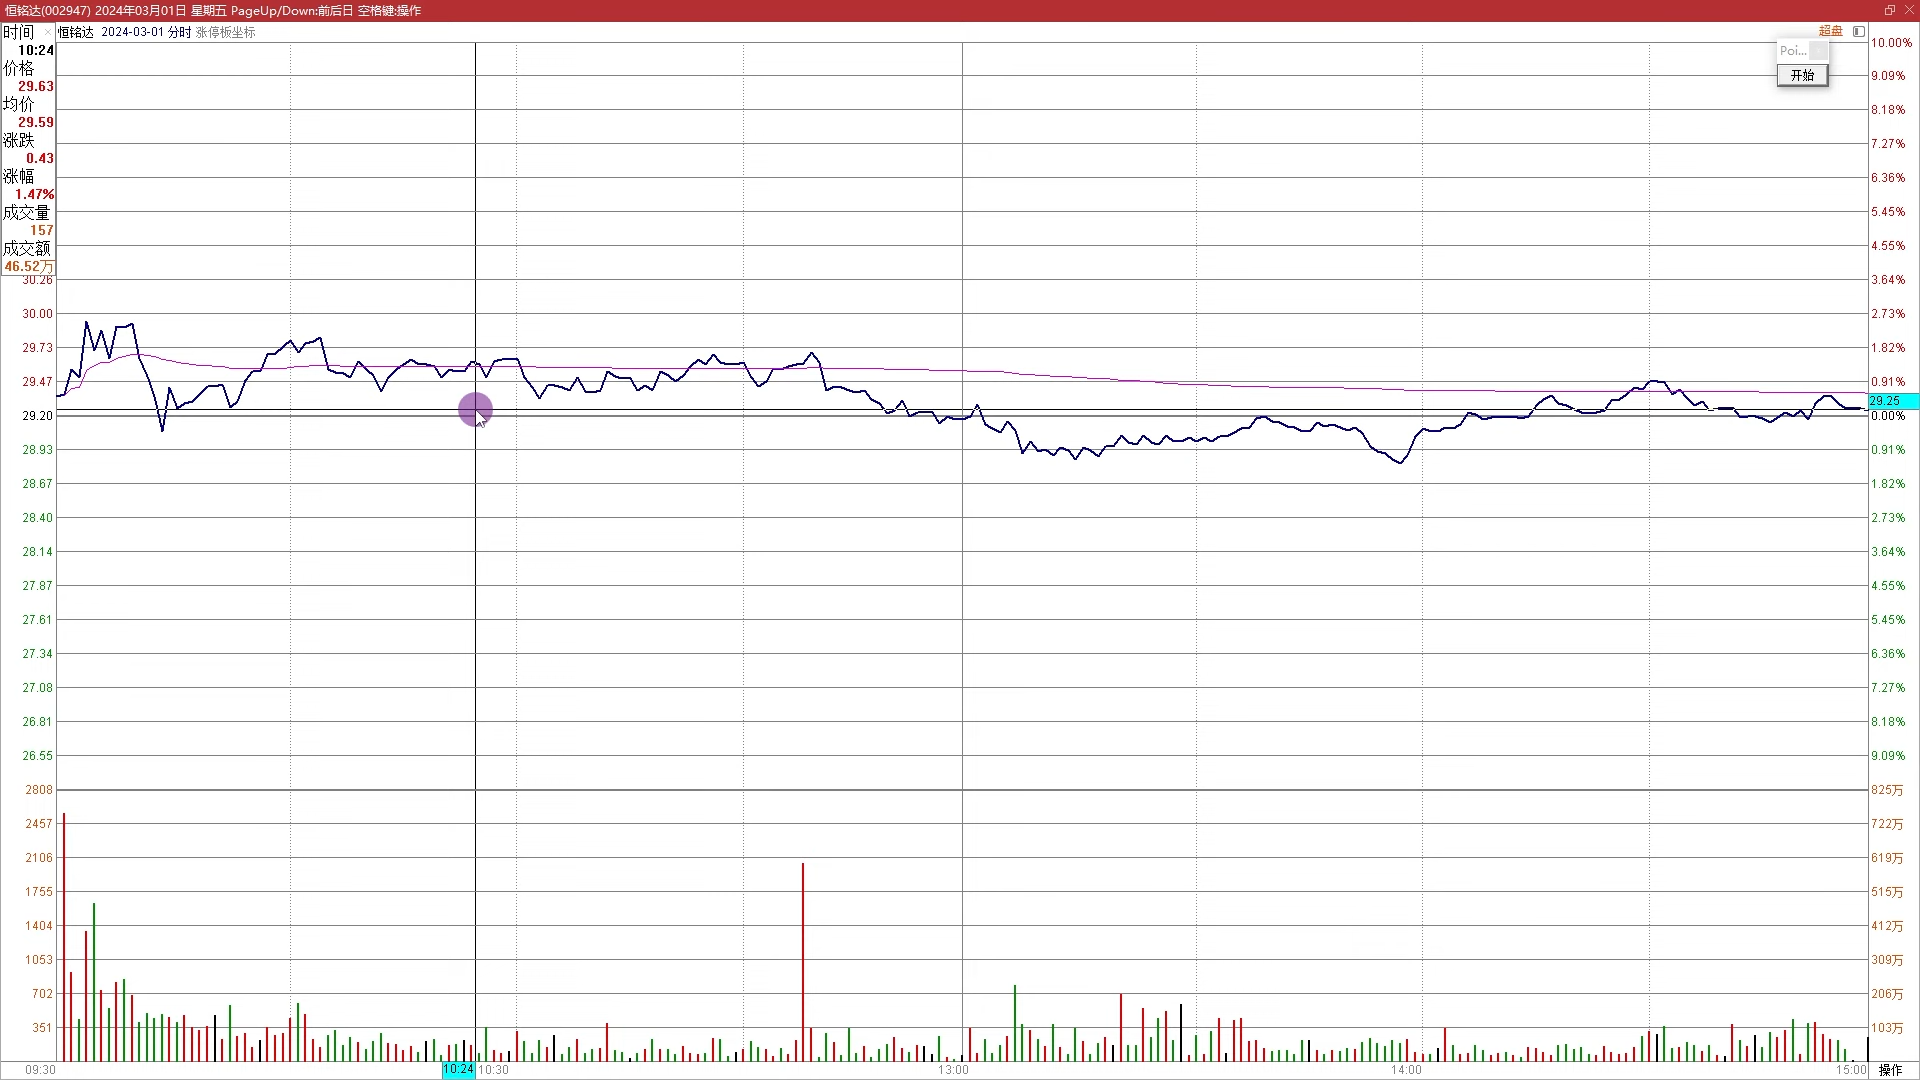 恒铭达(002947) 2024年03月01日 星期五 PageUp/Down:前后日 空格键:操作
时间 × 恒铭达 2024-03-01 分时 涨停板坐标 超盘
10:24
价格
29.63
均价
29.59
涨跌
0.43
涨幅
1.47%
成交量
157
成交额
46.52万
30.26
30.00
29.73
29.47
29.20
28.93
28.67
28.40
28.14
27.87
27.61
27.34
27.08
26.81
26.55
2808
2457
2106
1755
1404
1053
702
351
Poi...
开始
10.00%
9.09%
8.18%
7.27%
6.36%
5.45%
4.55%
3.64%
2.73%
1.82%
0.91%
29.25
0.00%
0.91%
1.82%
2.73%
3.64%
4.55%
5.45%
6.36%
7.27%
8.18%
9.09%
825万
722万
619万
515万
412万
309万
206万
103万
09:30 10:24 10:30 13:00 14:00 15:00 操作